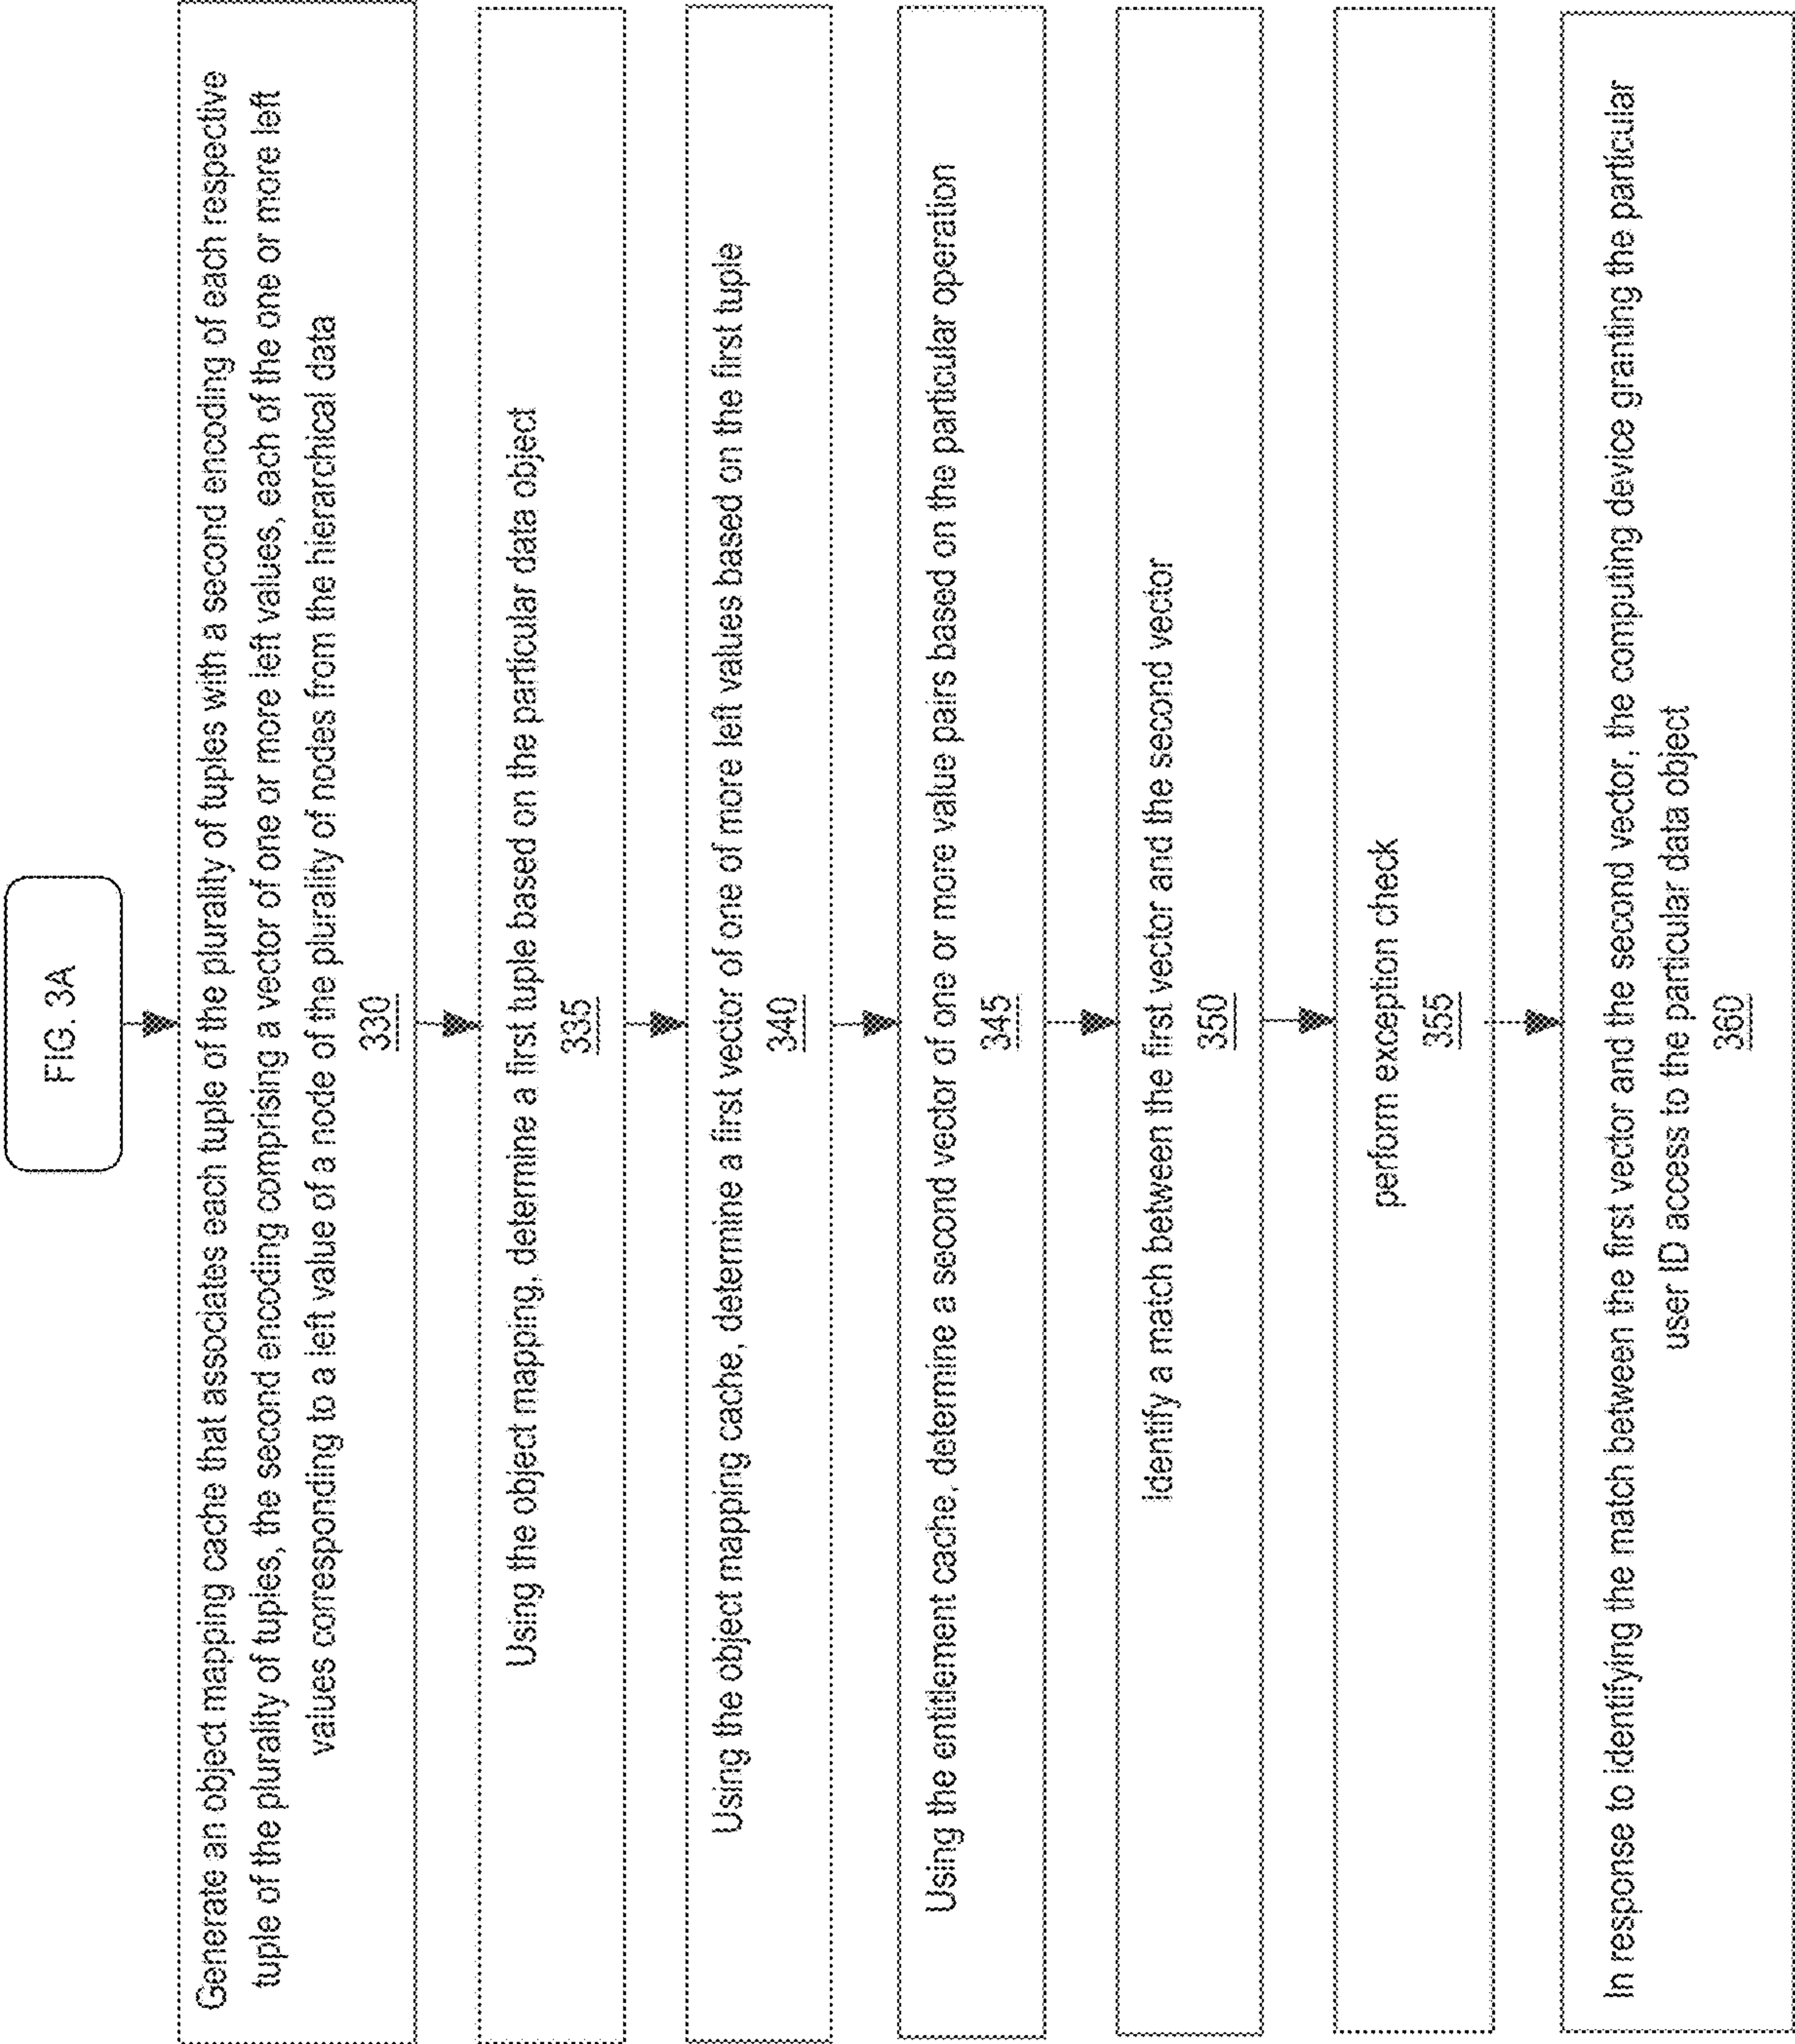 FIG. 3A
Generate an object mapping cache that associates each tuple of the plurality of tuples with a second encoding of each respective
tuple of the plurality of tuples, the second encoding comprising a vector of one or more left values, each of the one or more left
values corresponding to a left value of a node of the plurality of nodes from the hierarchical data
330
Using the object mapping, determine a first tuple based on the particular data object
335
Using the object mapping cache, determine a first vector of one of more left values based on the first tuple
340
Using the entitlement cache, determine a second vector of one or more value pairs based on the particular operation
345
Identify a match between the first vector and the second vector
350
perform exception check
355
In response to identifying the match between the first vector and the second vector, the computing device granting the particular
user ID access to the particular data object
360